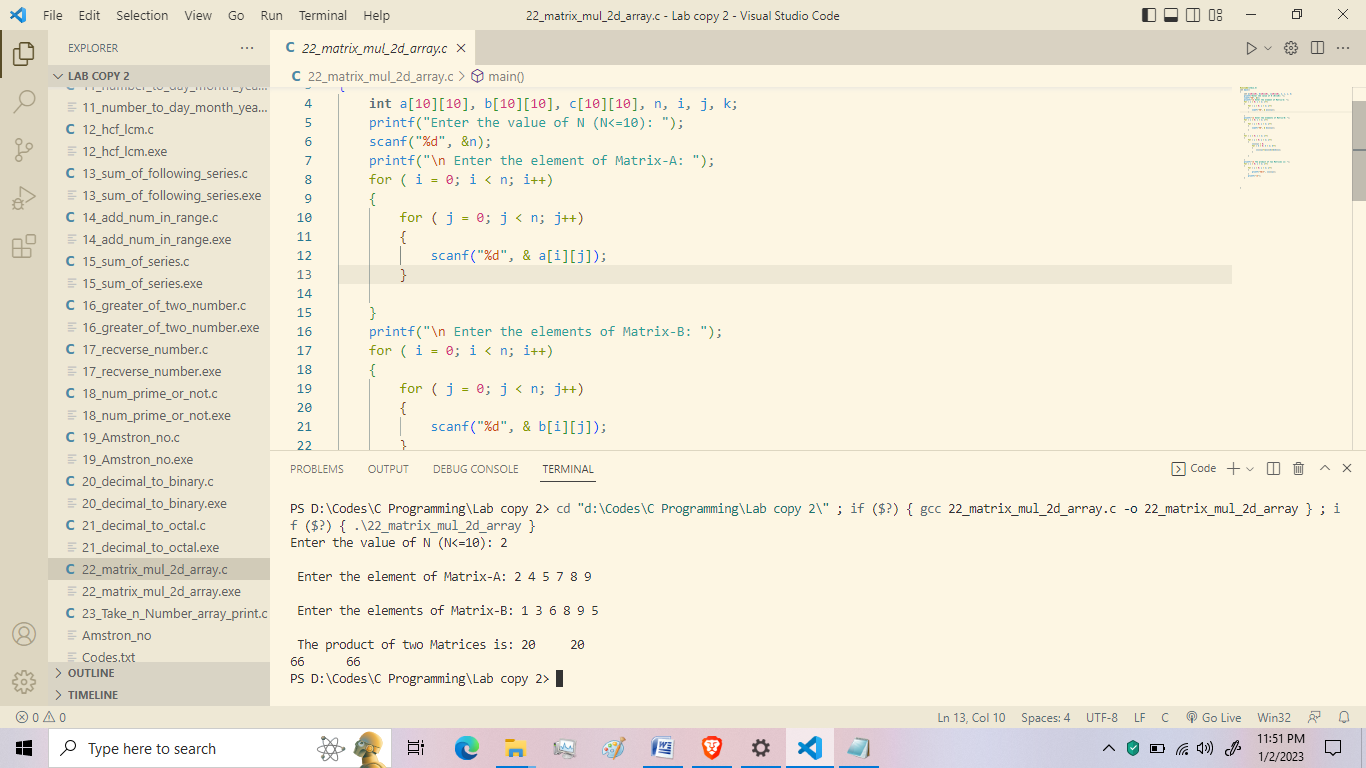 File Edit Selection View Go Run Terminal Help 22_matrix_mul_2d_array.c - Lab copy 2 - Visual Studio Code
EXPLORER
LAB COPY 2
11_number_to_day_month_yea...
11_number_to_day_month_yea...
12_hcf_lcm.c
12_hcf_lcm.exe
13_sum_of_following_series.c
13_sum_of_following_series.exe
14_add_num_in_range.c
14_add_num_in_range.exe
15_sum_of_series.c
15_sum_of_series.exe
16_greater_of_two_number.c
16_greater_of_two_number.exe
17_recverse_number.c
17_recverse_number.exe
18_num_prime_or_not.c
18_num_prime_or_not.exe
19_Amstron_no.c
19_Amstron_no.exe
20_decimal_to_binary.c
20_decimal_to_binary.exe
21_decimal_to_octal.c
21_decimal_to_octal.exe
22_matrix_mul_2d_array.c
22_matrix_mul_2d_array.exe
23_Take_n_Number_array_print.c
Amstron_no
Codes.txt
OUTLINE
TIMELINE
C 22_matrix_mul_2d_array.c
C 22_matrix_mul_2d_array.c > main()
3 {
4 int a[10][10], b[10][10], c[10][10], n, i, j, k;
5 printf("Enter the value of N (N<=10): ");
6 scanf("%d", &n);
7 printf("\n Enter the element of Matrix-A: ");
8 for ( i = 0; i < n; i++)
9 {
10 for ( j = 0; j < n; j++)
11 {
12 scanf("%d", & a[i][j]);
13 }
14
15 }
16 printf("\n Enter the elements of Matrix-B: ");
17 for ( i = 0; i < n; i++)
18 {
19 for ( j = 0; j < n; j++)
20 {
21 scanf("%d", & b[i][j]);
22 }
PROBLEMS OUTPUT DEBUG CONSOLE TERMINAL Code
PS D:\Codes\C Programming\Lab copy 2> cd "d:\Codes\C Programming\Lab copy 2\" ; if ($?) { gcc 22_matrix_mul_2d_array.c -o 22_matrix_mul_2d_array } ; i
f ($?) { .\22_matrix_mul_2d_array }
Enter the value of N (N<=10): 2
Enter the element of Matrix-A: 2 4 5 7 8 9
Enter the elements of Matrix-B: 1 3 6 8 9 5
The product of two Matrices is: 20 20
66 66
PS D:\Codes\C Programming\Lab copy 2>
0 0 Ln 13, Col 10 Spaces: 4 UTF-8 LF C Go Live Win32
Type here to search
11:51 PM
1/2/2023